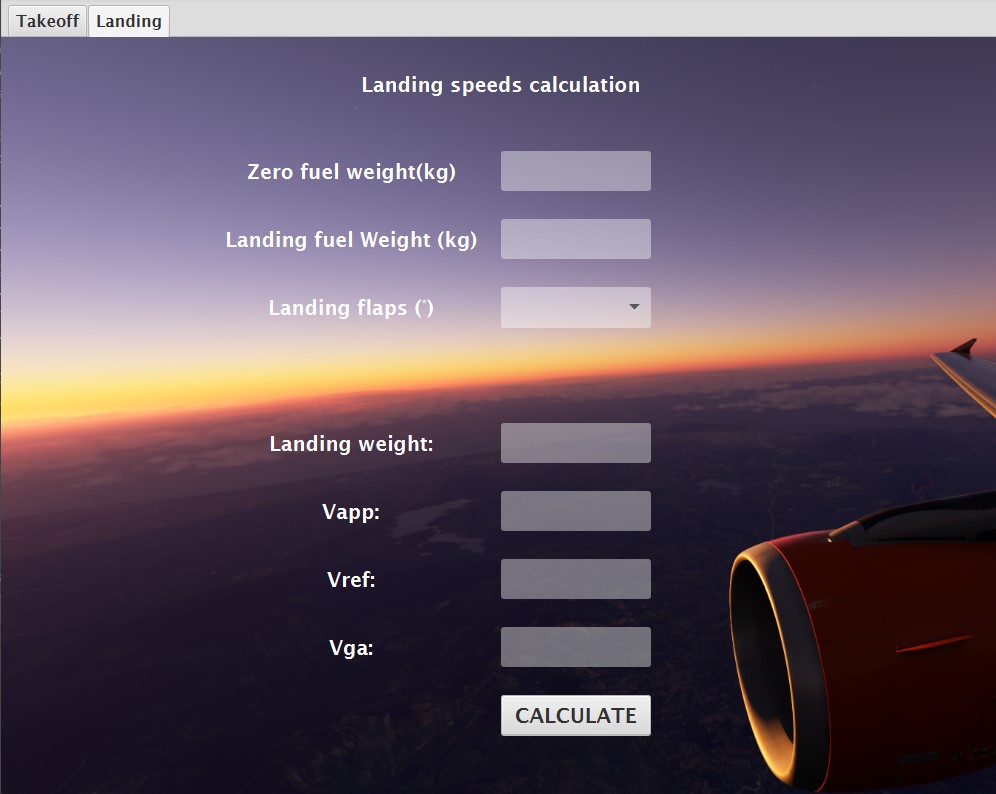 Takeoff Landing
Landing speeds calculation
Zero fuel weight(kg)
Landing fuel Weight (kg)
Landing flaps (˚)
Landing weight:
Vapp:
Vref:
Vga:
CALCULATE